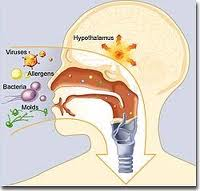 Hypothalamus
Viruses
Allergens
Bacteria
Molds